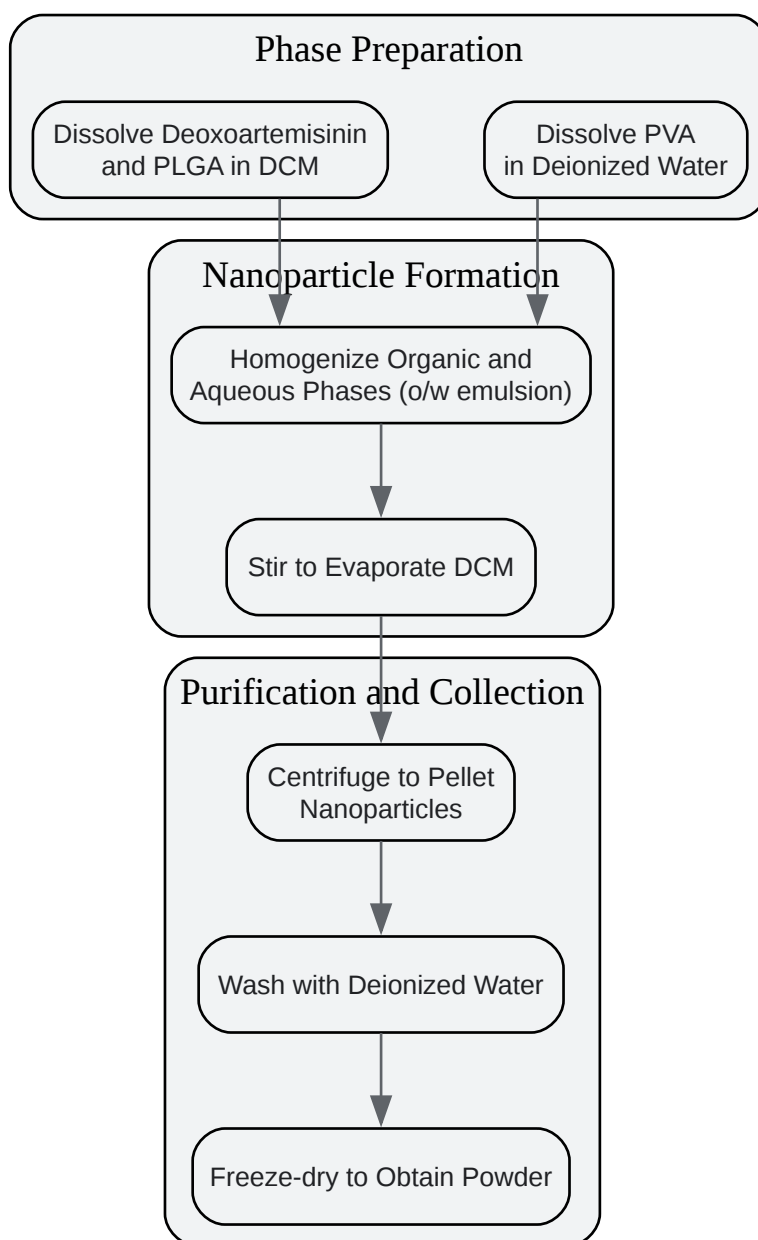 Phase Preparation
Dissolve Deoxoartemisinin
and PLGA in DCM
Dissolve PVA
in Deionized Water
Nanoparticle Formation
Homogenize Organic and
Aqueous Phases (o/w emulsion)
Stir to Evaporate DCM
Purification and Collection
Centrifuge to Pellet
Nanoparticles
Wash with Deionized Water
Freeze-dry to Obtain Powder